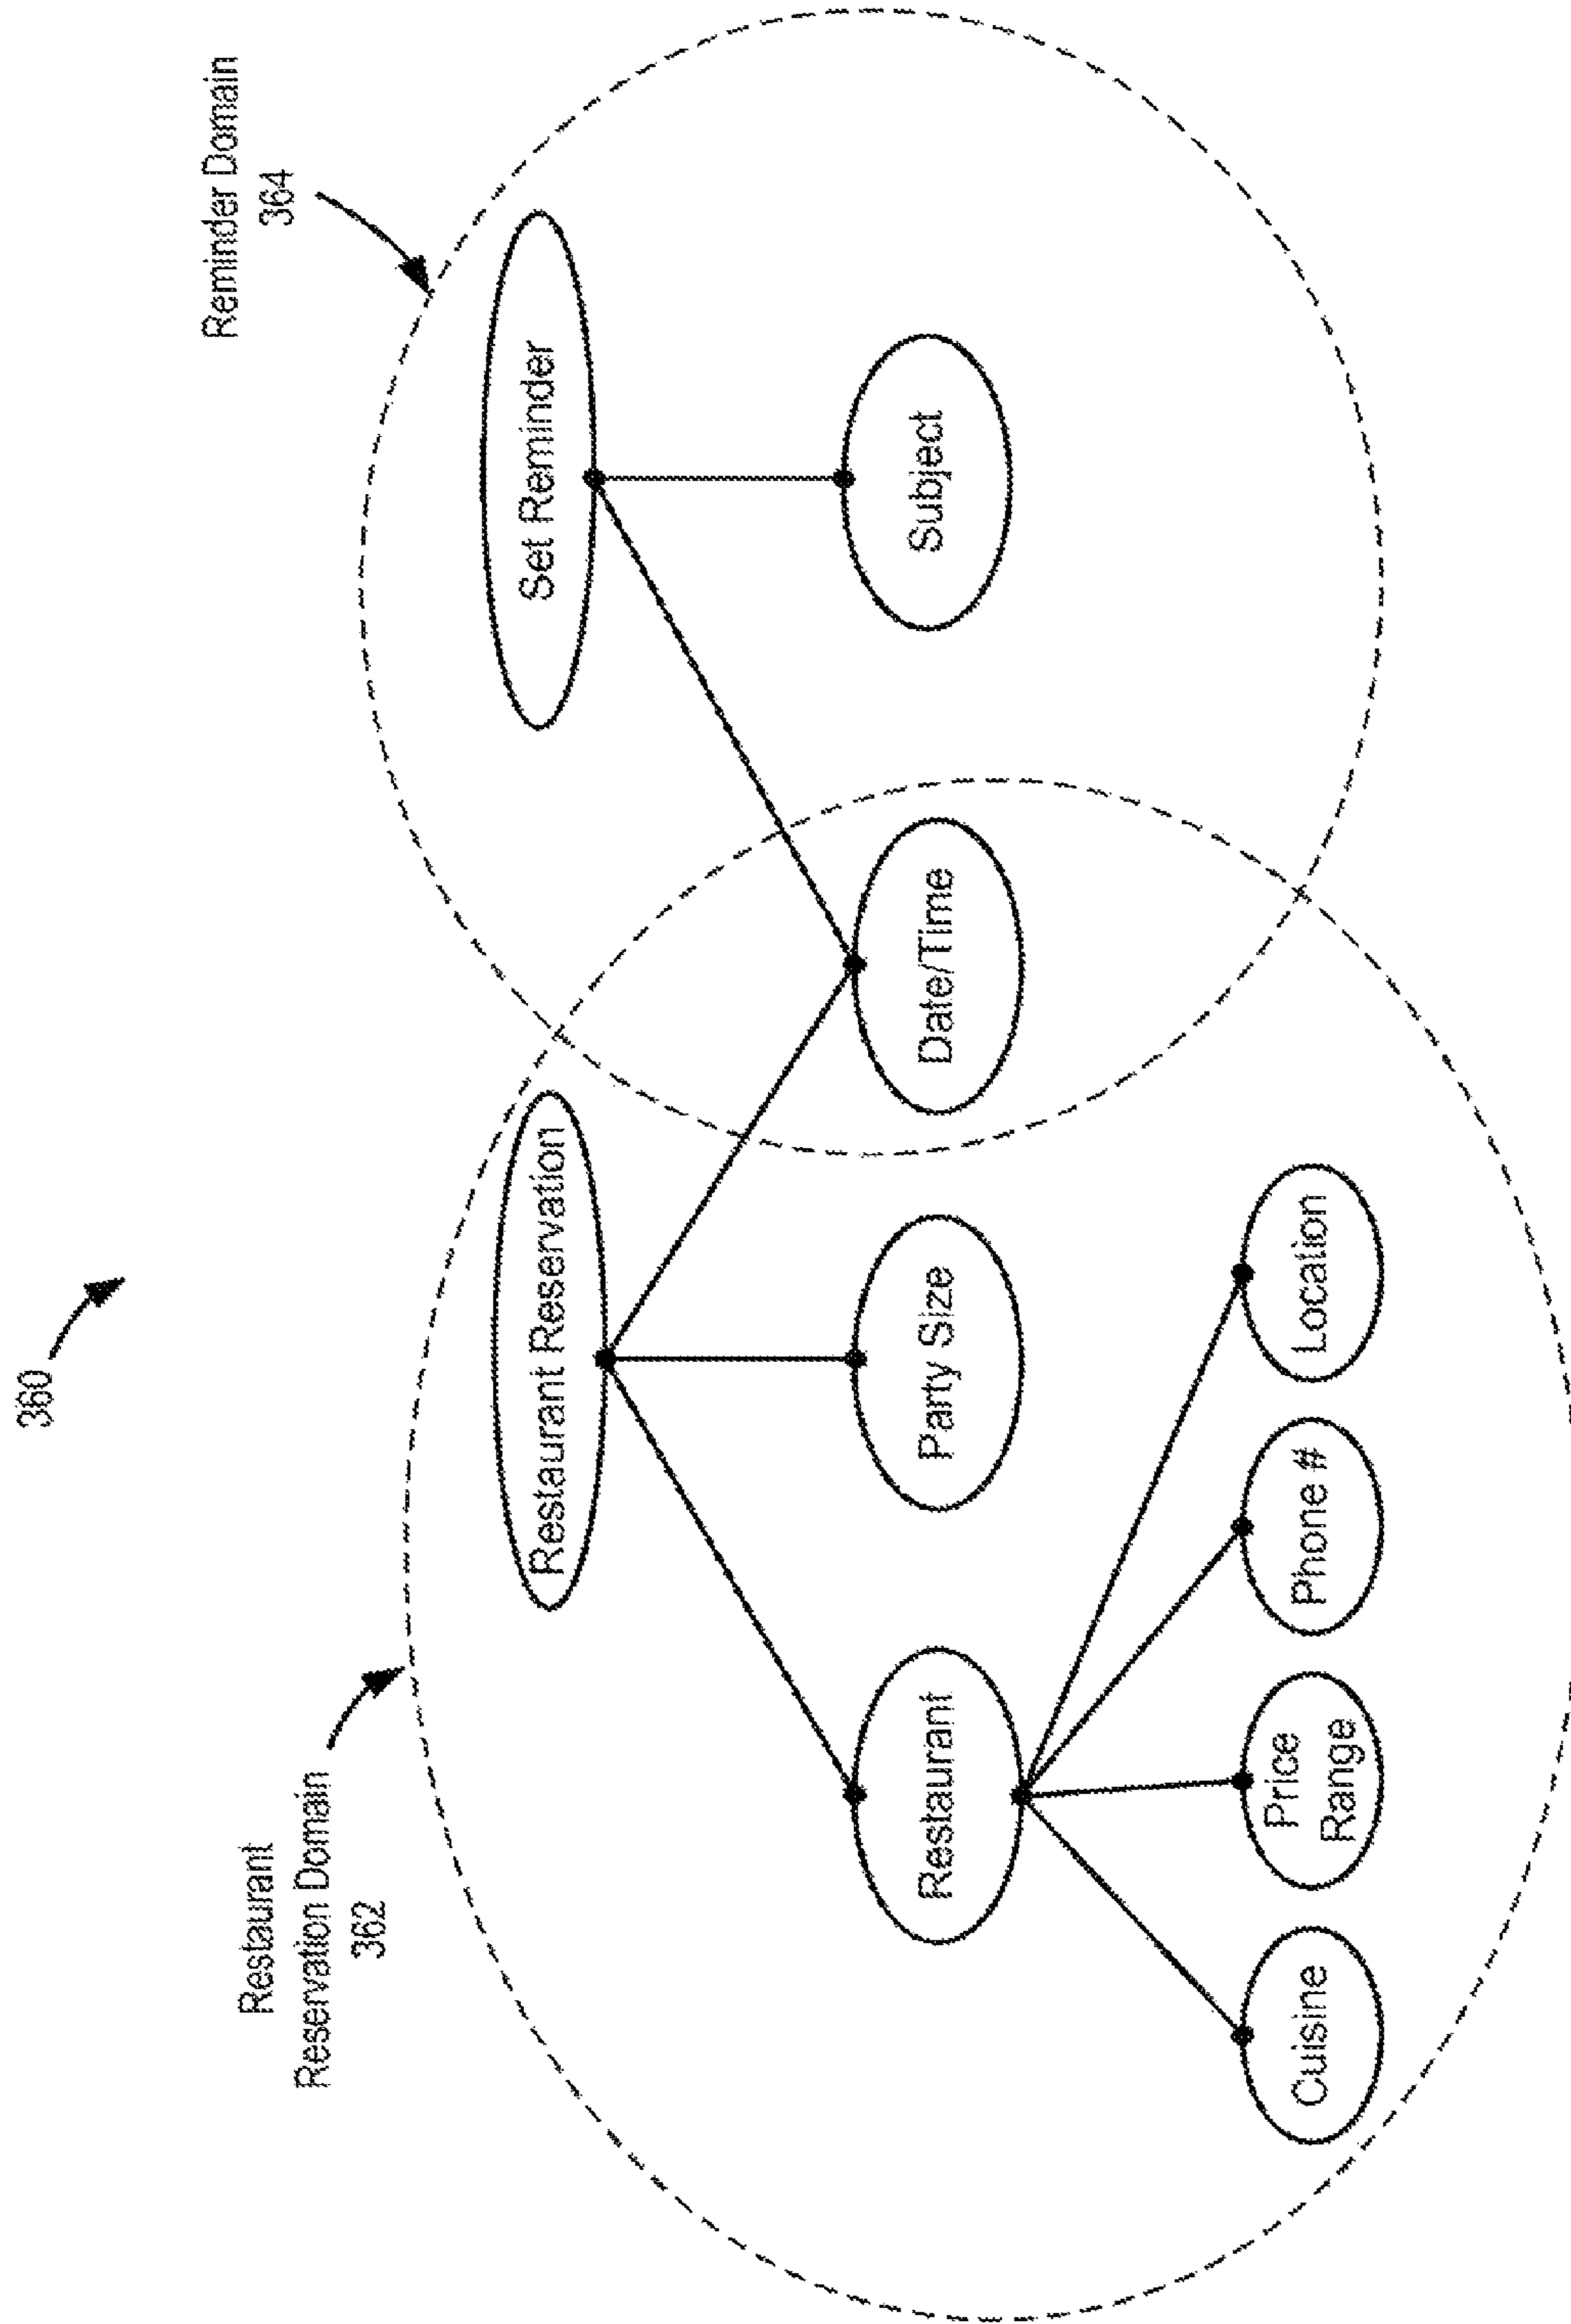 360
Restaurant
Reservation Domain
362
Reminder Domain
364
Restaurant Reservation
Set Reminder
Restaurant
Party Size
Date/Time
Subject
Cuisine
Price
Range
Phone #
Location